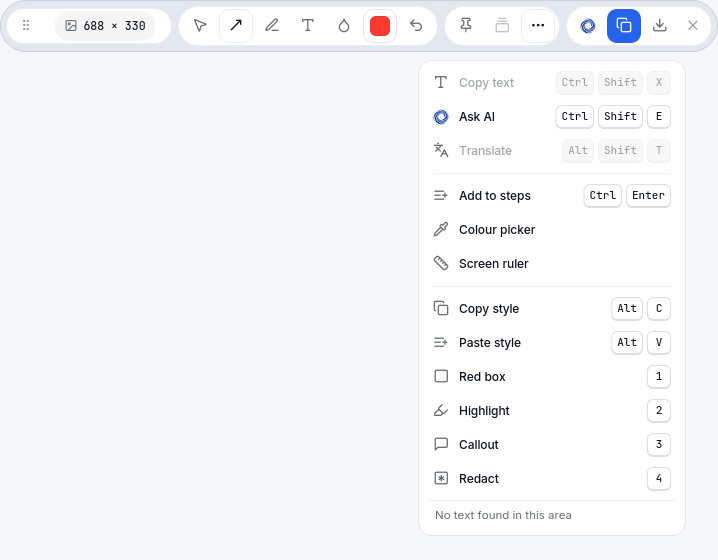 688 × 330
Copy text Ctrl Shift X
Ask AI Ctrl Shift E
Translate Alt Shift T
Add to steps Ctrl Enter
Colour picker
Screen ruler
Copy style Alt C
Paste style Alt V
Red box 1
Highlight 2
Callout 3
Redact 4
No text found in this area